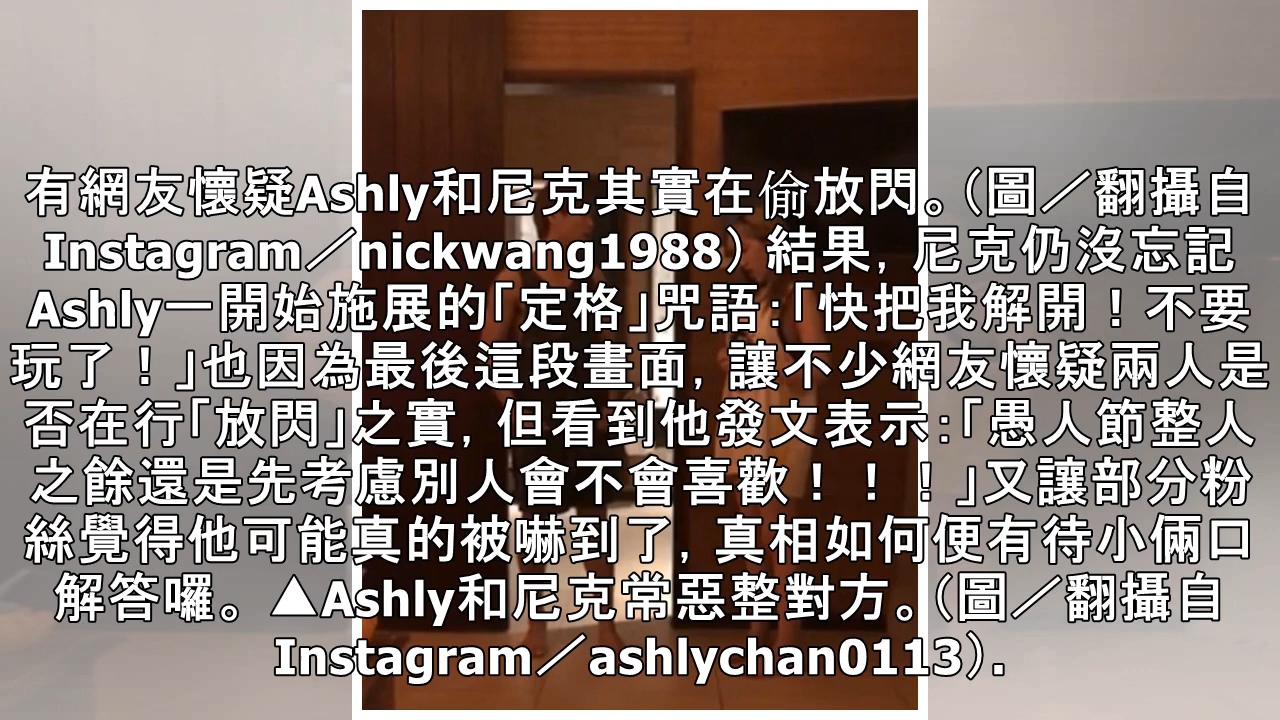 有網友懷疑Ashly和尼克其實在偷放閃。（圖／翻攝自
Instagram／nickwang1988） 結果，尼克仍沒忘記
Ashly一開始施展的「定格」咒語：「快把我解開！不要
玩了！」也因為最後這段畫面，讓不少網友懷疑兩人是
否在行「放閃」之實，但看到他發文表示：「愚人節整人
之餘還是先考慮別人會不會喜歡！！！」又讓部分粉
絲覺得他可能真的被嚇到了，真相如何便有待小倆口
解答囉。▲Ashly和尼克常惡整對方。（圖／翻攝自
Instagram／ashlychan0113）.